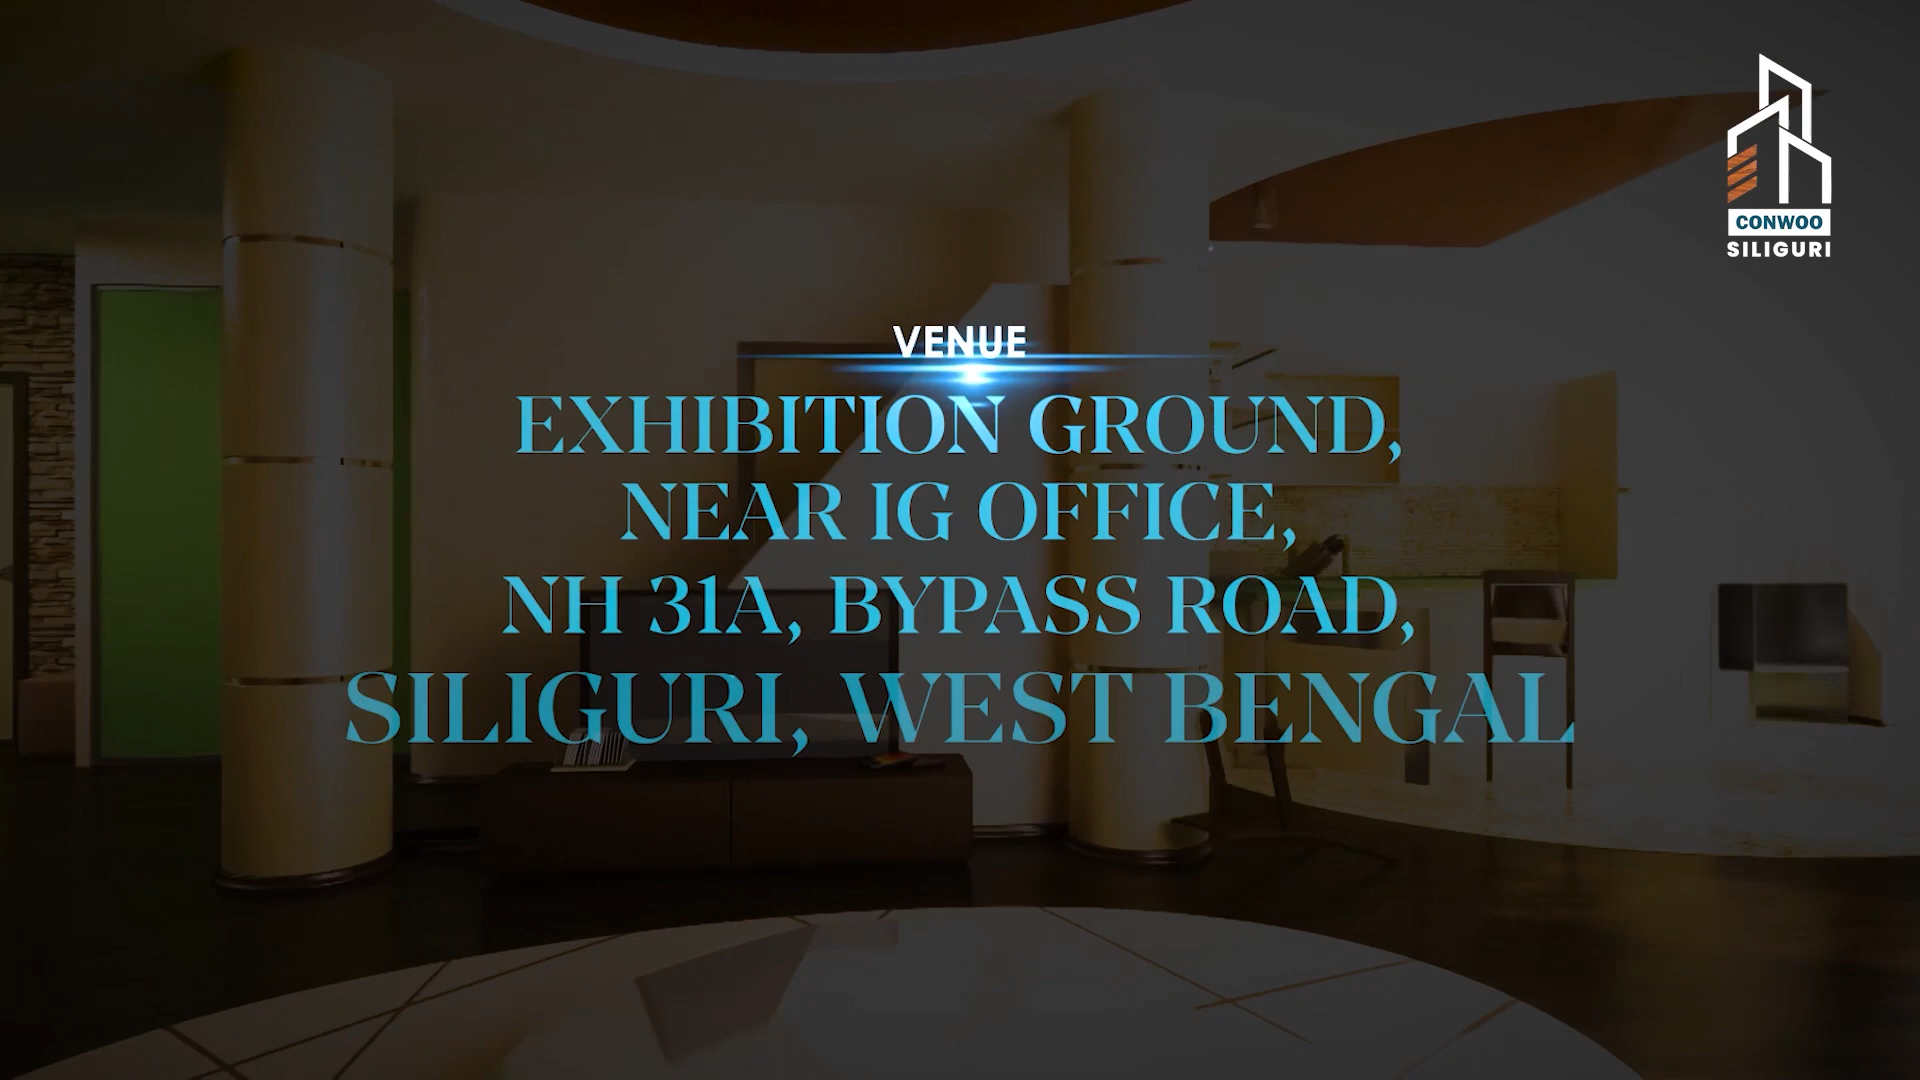 CONWOO
SILIGURI
VENUE
EXHIBITION GROUND,
NEAR IG OFFICE,
NH 31A, BYPASS ROAD,
SILIGURI, WEST BENGAL